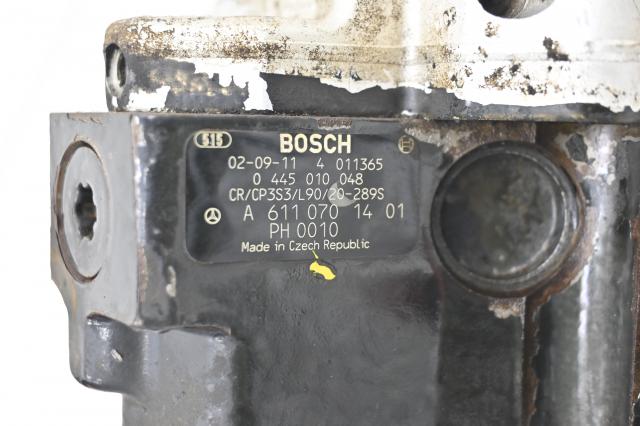 515 BOSCH
02-09-11 4 011365
0 445 010 048
CR/CP3S3/L90/20-289S
A 611 070 14 01
PH 0010
Made in Czech Republic